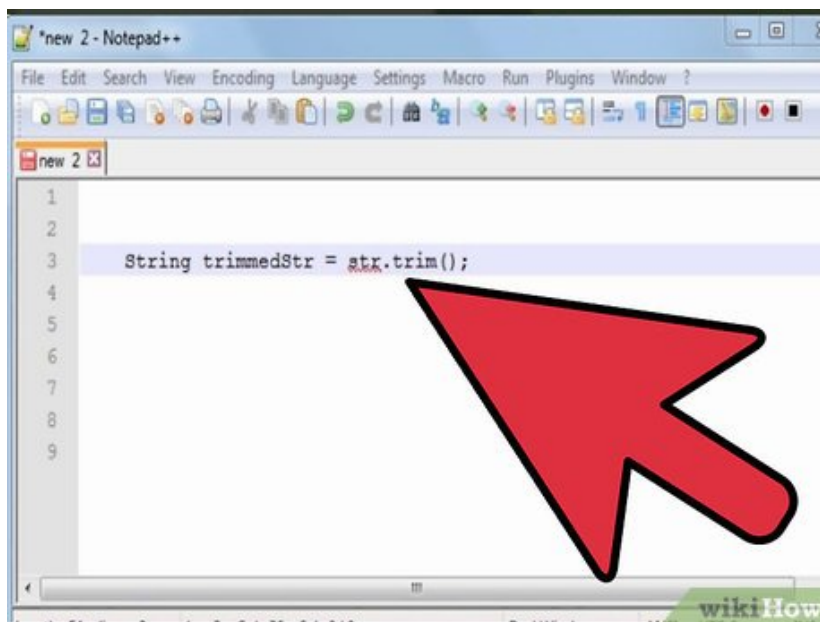 *new 2 - Notepad++
File Edit Search View Encoding Language Settings Macro Run Plugins Window ?
new 2
1
2
3 String trimmedStr = str.trim();
4
5
6
7
8
9
wikiHow